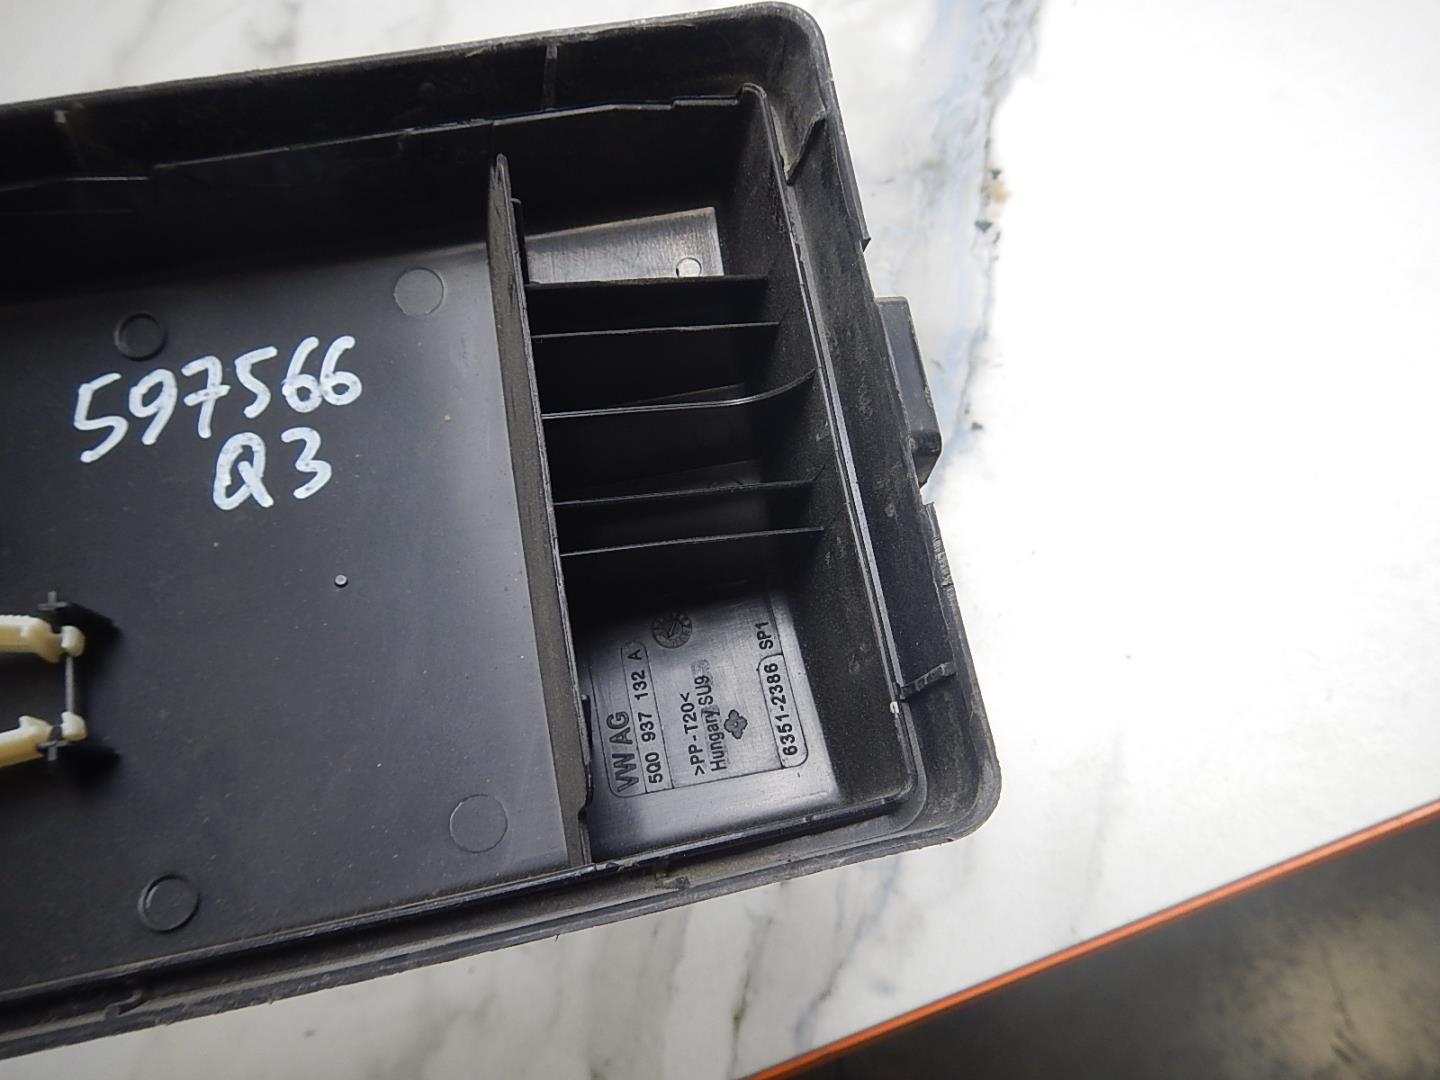 597566
Q3
VW AG
5Q0 937 132 A
>PP-T20<
Hungary SU9
6351-2386 SP1